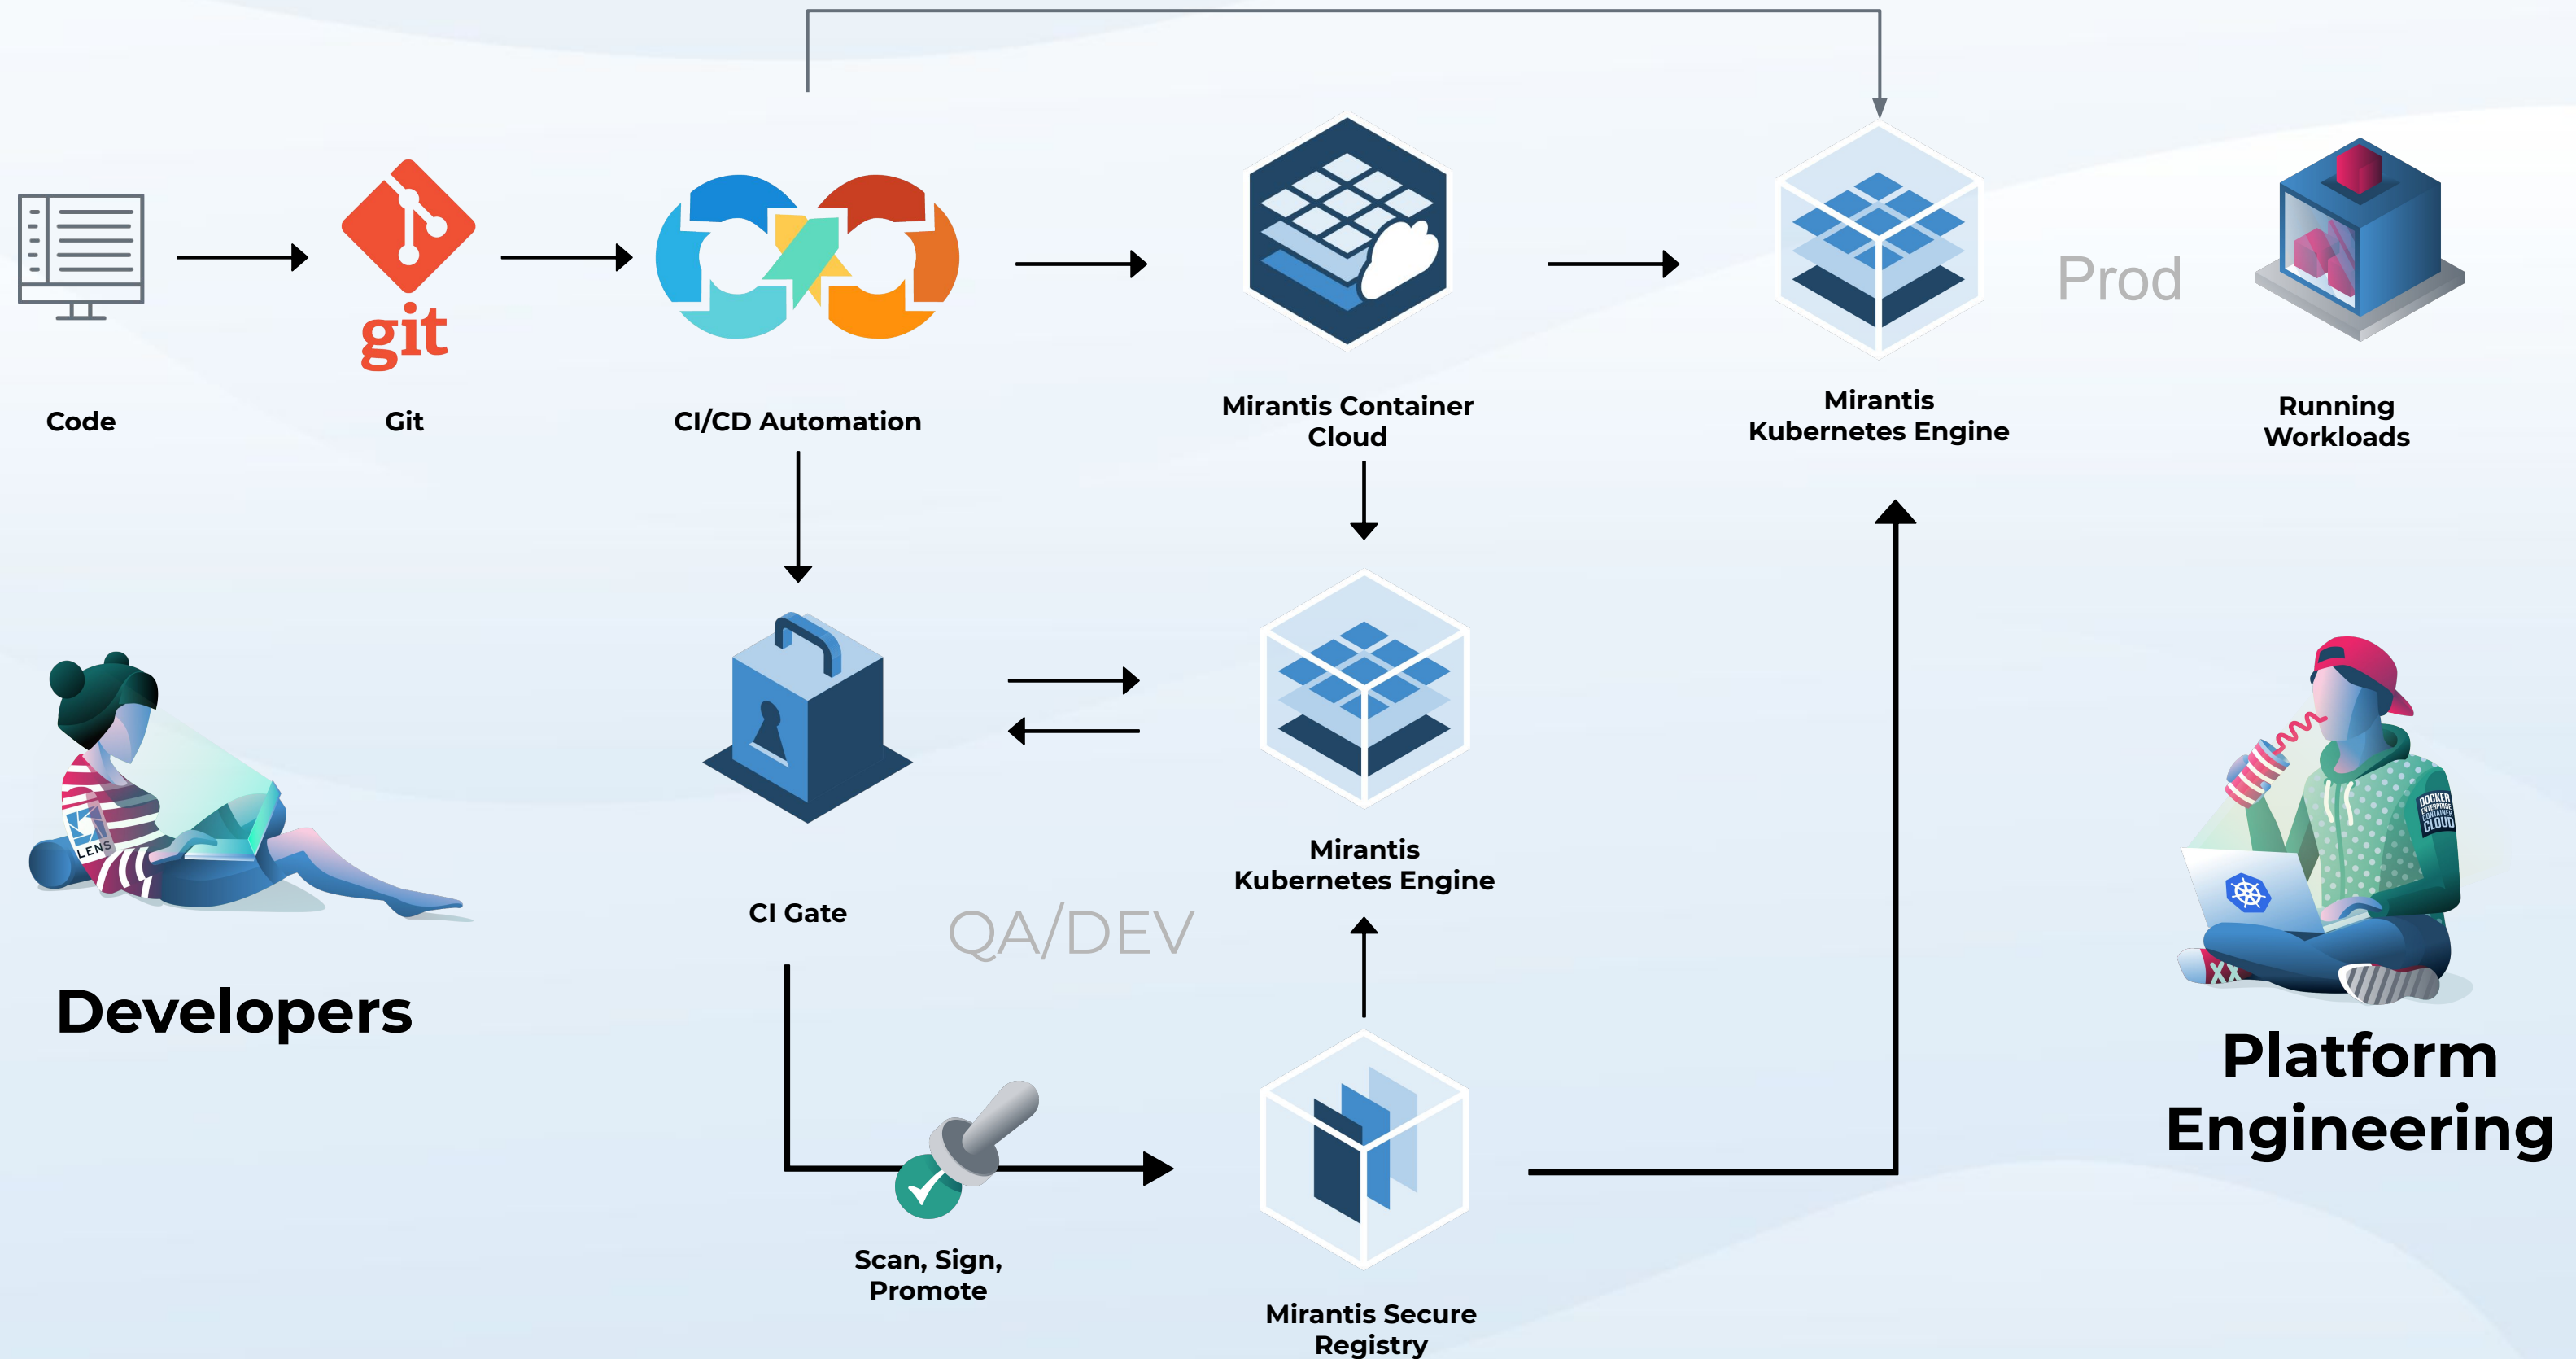 git
Code
Git
CI/CD Automation
Mirantis Container
Cloud
Mirantis
Kubernetes Engine
Prod
Running
Workloads
LENS
Developers
CI Gate
QA/DEV
Mirantis
Kubernetes Engine
DOCKER
ENTERPRISE
CONTAINER
CLOUD
Platform
Engineering
Scan, Sign,
Promote
Mirantis Secure
Registry